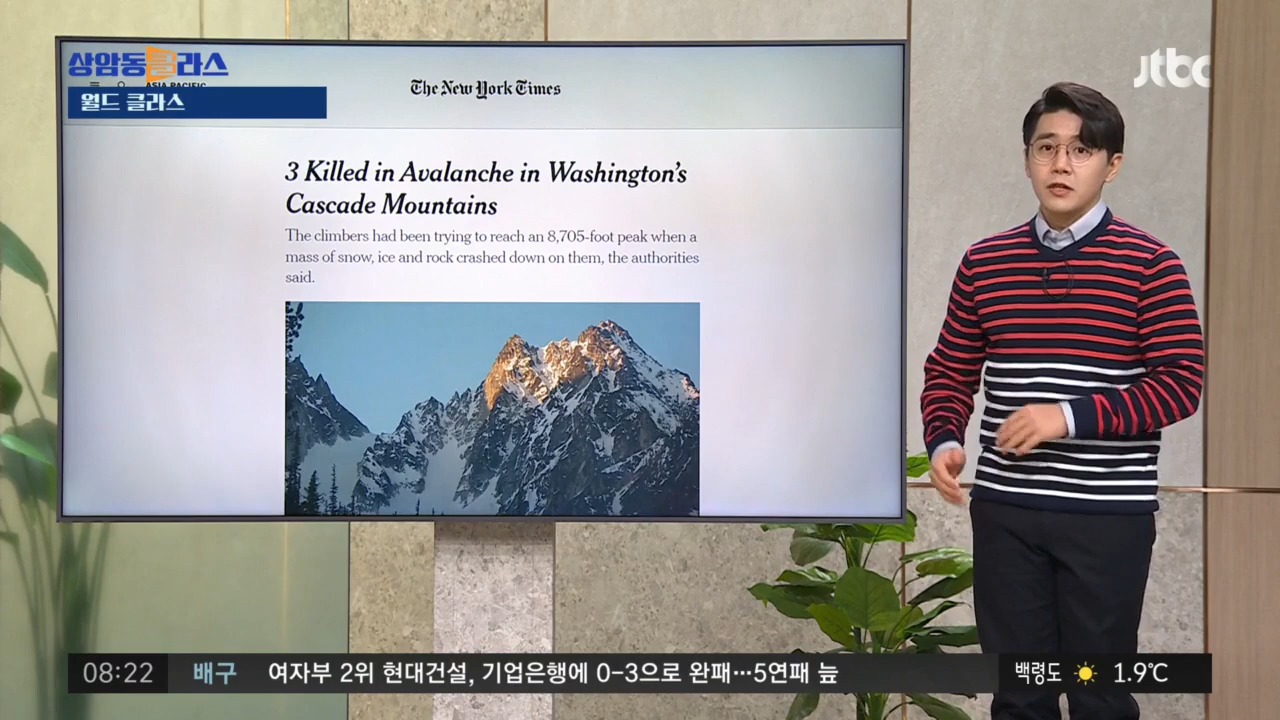 상암동클라스
ASIA PACIFIC
월드 클라스
The New York Times
jtbc
3 Killed in Avalanche in Washington's
Cascade Mountains
The climbers had been trying to reach an 8,705-foot peak when a
mass of snow, ice and rock crashed down on them, the authorities
said.
08:22 배구 여자부 2위 현대건설, 기업은행에 0-3으로 완패…5연패 늪 백령도 1.9℃